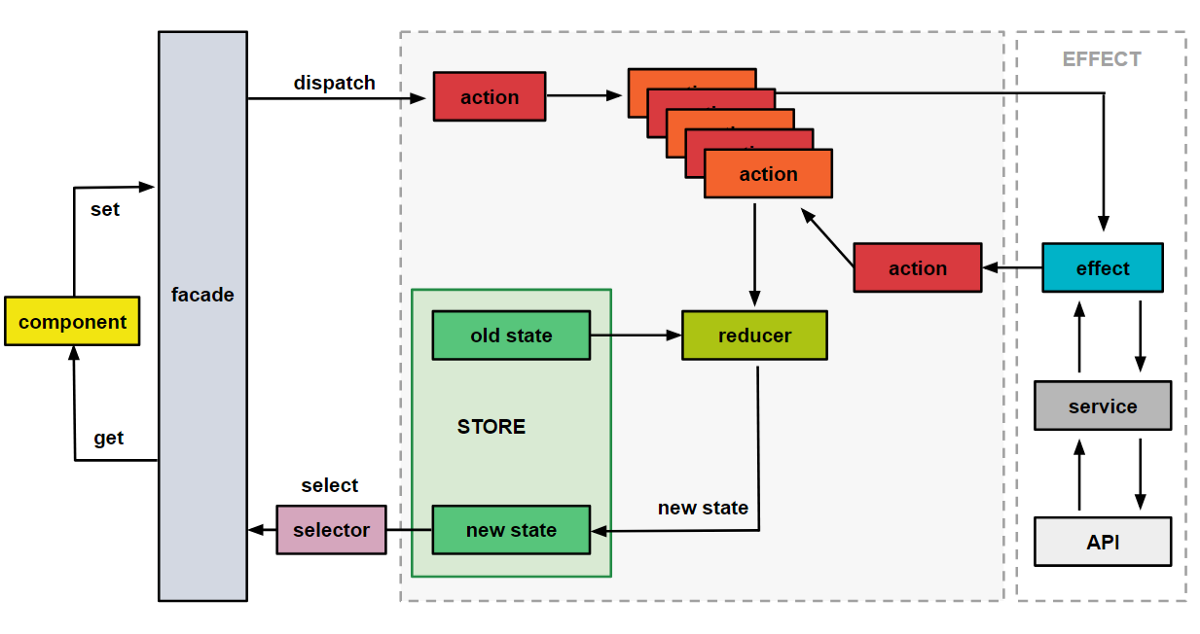 EFFECT
dispatch
action
action
set
action
effect
facade
component
old state
reducer
service
STORE
get
select
new state
selector
new state
API